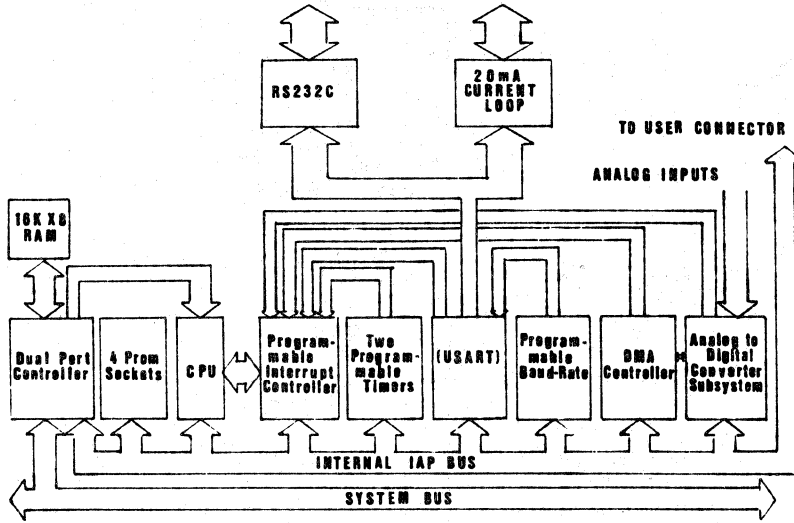 RS232C
20mA
CURRENT
LOOP
TO USER CONNECTOR
ANALOG INPUTS
16K X8
RAM
Dual Port
Controller
4 Prom
Sockets
CPU
Program-
mable
Interrupt
Controller
Two
Program-
mable
Timers
(USART)
Program-
mable
Baud-Rate
DMA
Controller
Analog to
Digital
Converter
Subsystem
INTERNAL IAP BUS
SYSTEM BUS